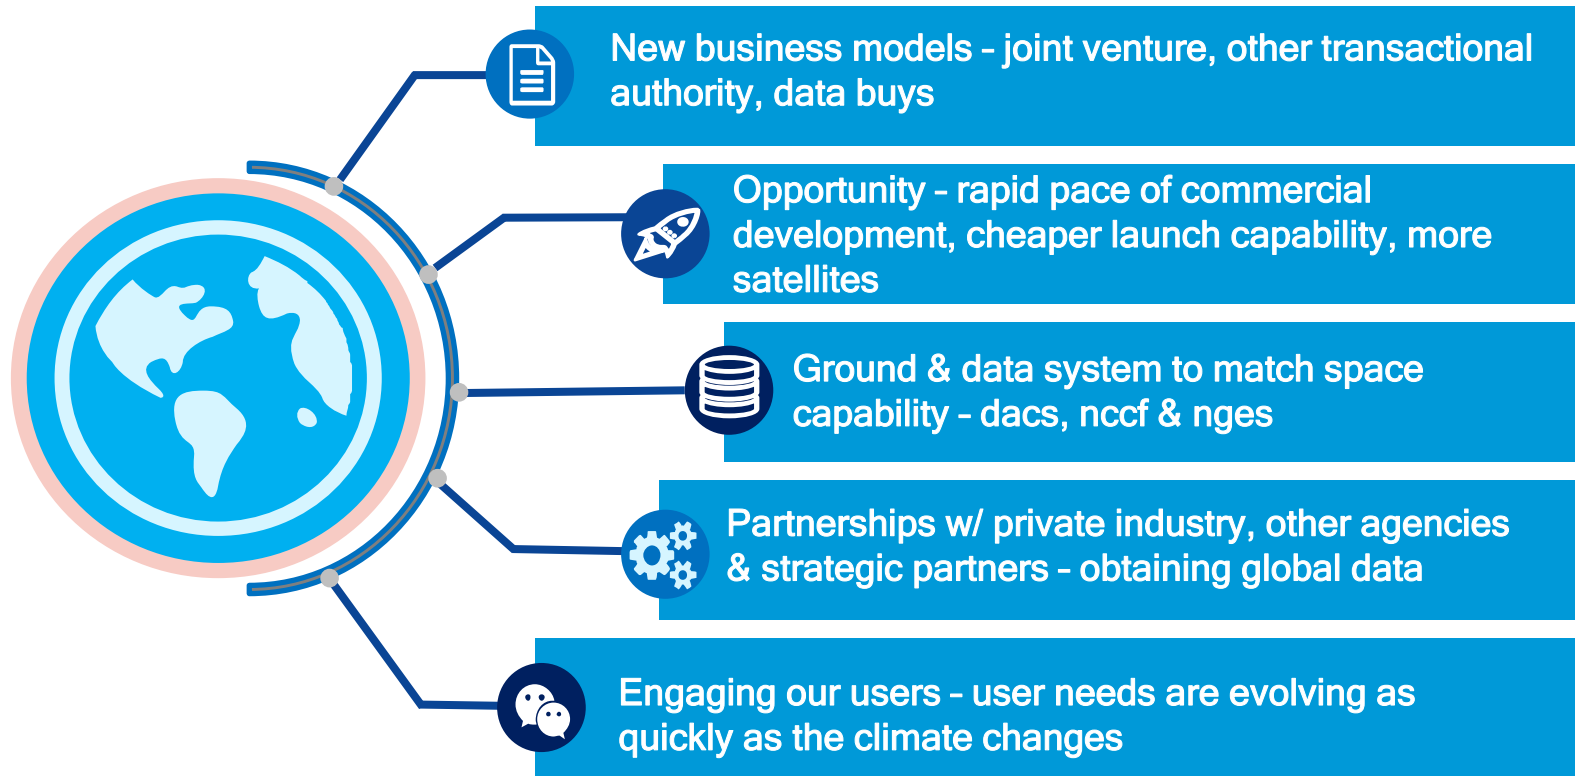 New business models - joint venture, other transactional
authority, data buys
Opportunity - rapid pace of commercial
development, cheaper launch capability, more
satellites
Ground & data system to match space
capability - dacs, nccf & nges
Partnerships w/ private industry, other agencies
& strategic partners - obtaining global data
Engaging our users - user needs are evolving as
quickly as the climate changes